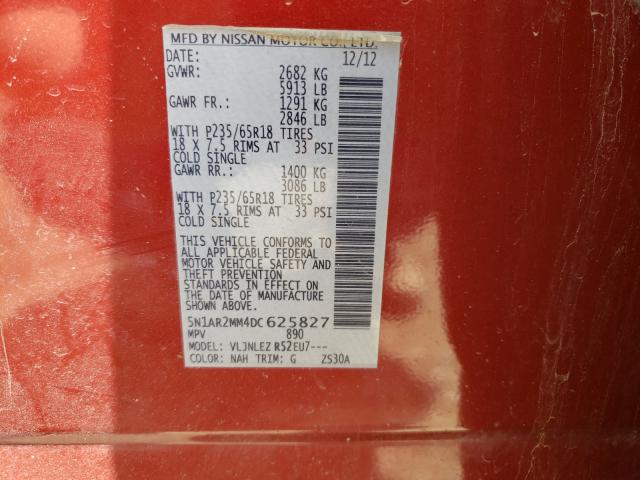 MFD BY NISSAN MOTOR CO., LTD.
DATE: 12/12
GVWR: 2682 KG
5913 LB
GAWR FR.: 1291 KG
2846 LB
WITH P235/65R18 TIRES
18 X 7.5 RIMS AT 33 PSI
COLD SINGLE
GAWR RR.: 1400 KG
3086 LB
WITH P235/65R18 TIRES
18 X 7.5 RIMS AT 33 PSI
COLD SINGLE
THIS VEHICLE CONFORMS TO
ALL APPLICABLE FEDERAL
MOTOR VEHICLE SAFETY AND
THEFT PREVENTION
STANDARDS IN EFFECT ON
THE DATE OF MANUFACTURE
SHOWN ABOVE.
5N1AR2MM4DC625827
MPV 890
MODEL: VLJNLEZ R52EU7---
COLOR: NAH TRIM: G ZS30A